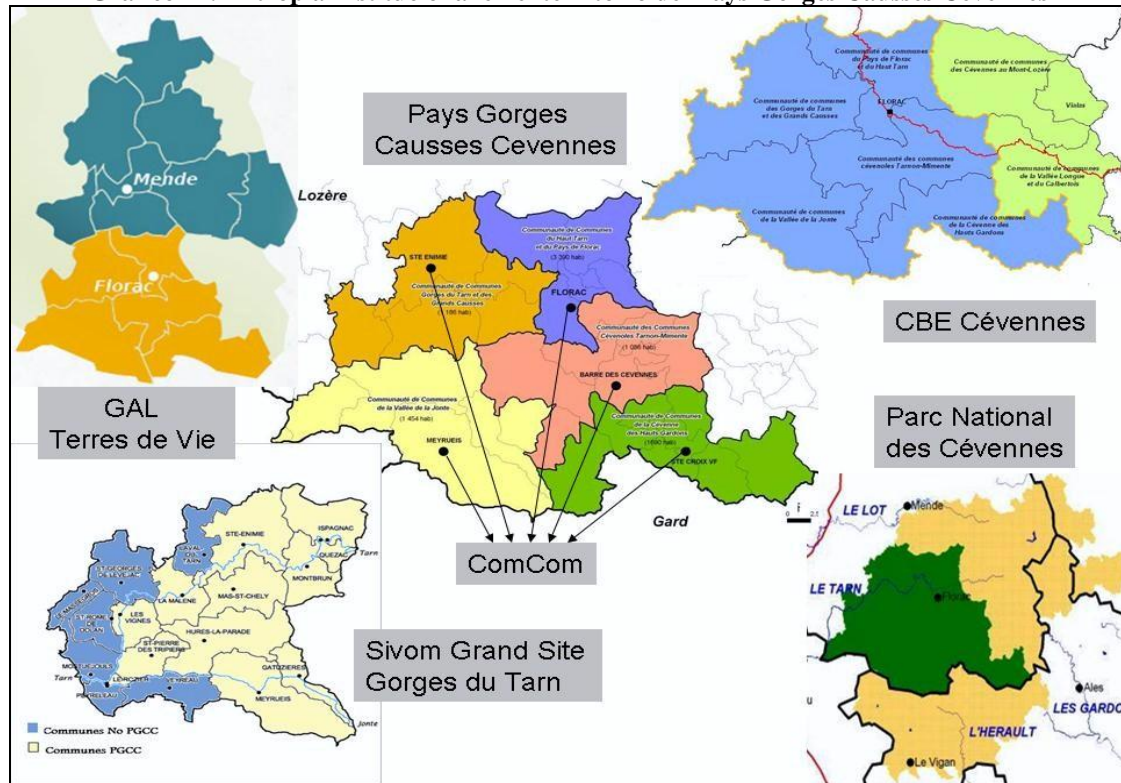 Mende
Florac
GAL
Terres de Vie
Pays Gorges
Causses Cevennes
Lozère
Communauté de Communes
du Haut Tarn
et du Pays de Florac
(3 390 hab)
STE ENIMIE
FLORAC
Communauté de Communes
Gorges du Tarn et des
Grands Causses
Communauté des Communes
Cévenoles Tarnon-Mimente
BARRE DES CEVENNES
Communauté de Communes
de la Vallée de la Jonte
(1 454 hab)
MEYRUEIS
Communauté de Communes
de la Cévenne
des Hauts Gardons
STE CROIX VF
Gard
ComCom
Communauté de communes
du Pays de Florac
et du Haut Tarn
Communauté de communes
des Cévennes au Mont-Lozère
Vialas
Communauté de communes
des Gorges du Tarn
et des Grands Causses
FLORAC
Communauté des communes
cévenoles Tarnon-Mimente
Communauté de communes
de la Vallée Longue
et du Calbertois
Communauté de communes
de la Vallée de la Jonte
Communauté de communes
de la Cévenne des
Hauts Gardons
CBE Cévennes
Parc National
des Cévennes
LE LOT
Mende
LE TARN
Florac
Ales
LES GARDO
L'HERAULT
Le Vigan
STE-ENIMIE
ISPAGNAC
QUEZAC
Tarn
LAVAL DU
TARN
MONTBRUN
ST-GEORGES
DE LEVEJAC
LA MALENE
MAS-ST-CHELY
ST-ROME
DE
DOLAN
LES
VIGNES
HURES-LA-PARADE
ST-PIERRE
DES TRIPIERS
GATUZIERES
Tarn
PEYRELEAU
VEYREAU
MEYRUEIS
Jonte
Communes No PGCC
Communes PGCC
Sivom Grand Site
Gorges du Tarn